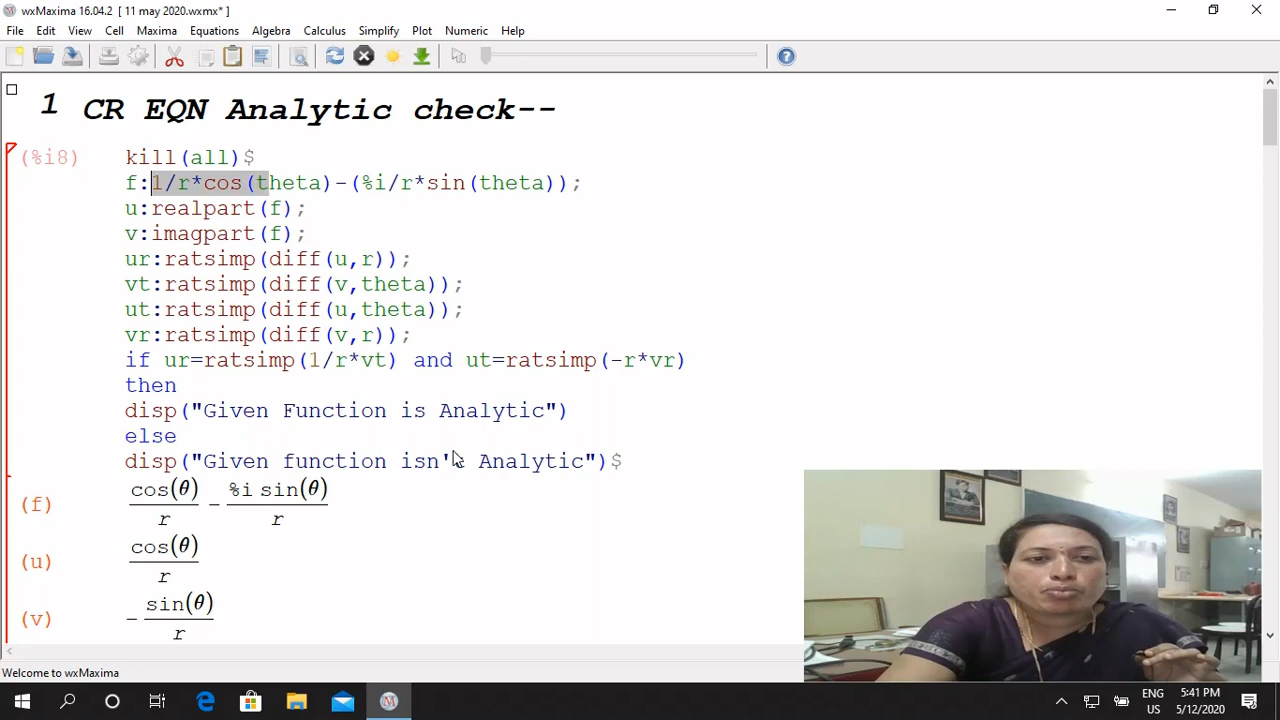 wxMaxima 16.04.2 [ 11 may 2020.wxmx* ]
File Edit View Cell Maxima Equations Algebra Calculus Simplify Plot Numeric Help
1 CR EQN Analytic check--
(%i8) kill(all)$
f:1/r*cos(theta)-(%i/r*sin(theta));
u:realpart(f);
v:imagpart(f);
ur:ratsimp(diff(u,r));
vt:ratsimp(diff(v,theta));
ut:ratsimp(diff(u,theta));
vr:ratsimp(diff(v,r));
if ur=ratsimp(1/r*vt) and ut=ratsimp(-r*vr)
then
disp("Given Function is Analytic")
else
disp("Given function isn't Analytic")$
(f) cos(θ)/r - %i sin(θ)/r
(u) cos(θ)/r
(v) - sin(θ)/r
Welcome to wxMaxima
ENG 5:41 PM
US 5/12/2020